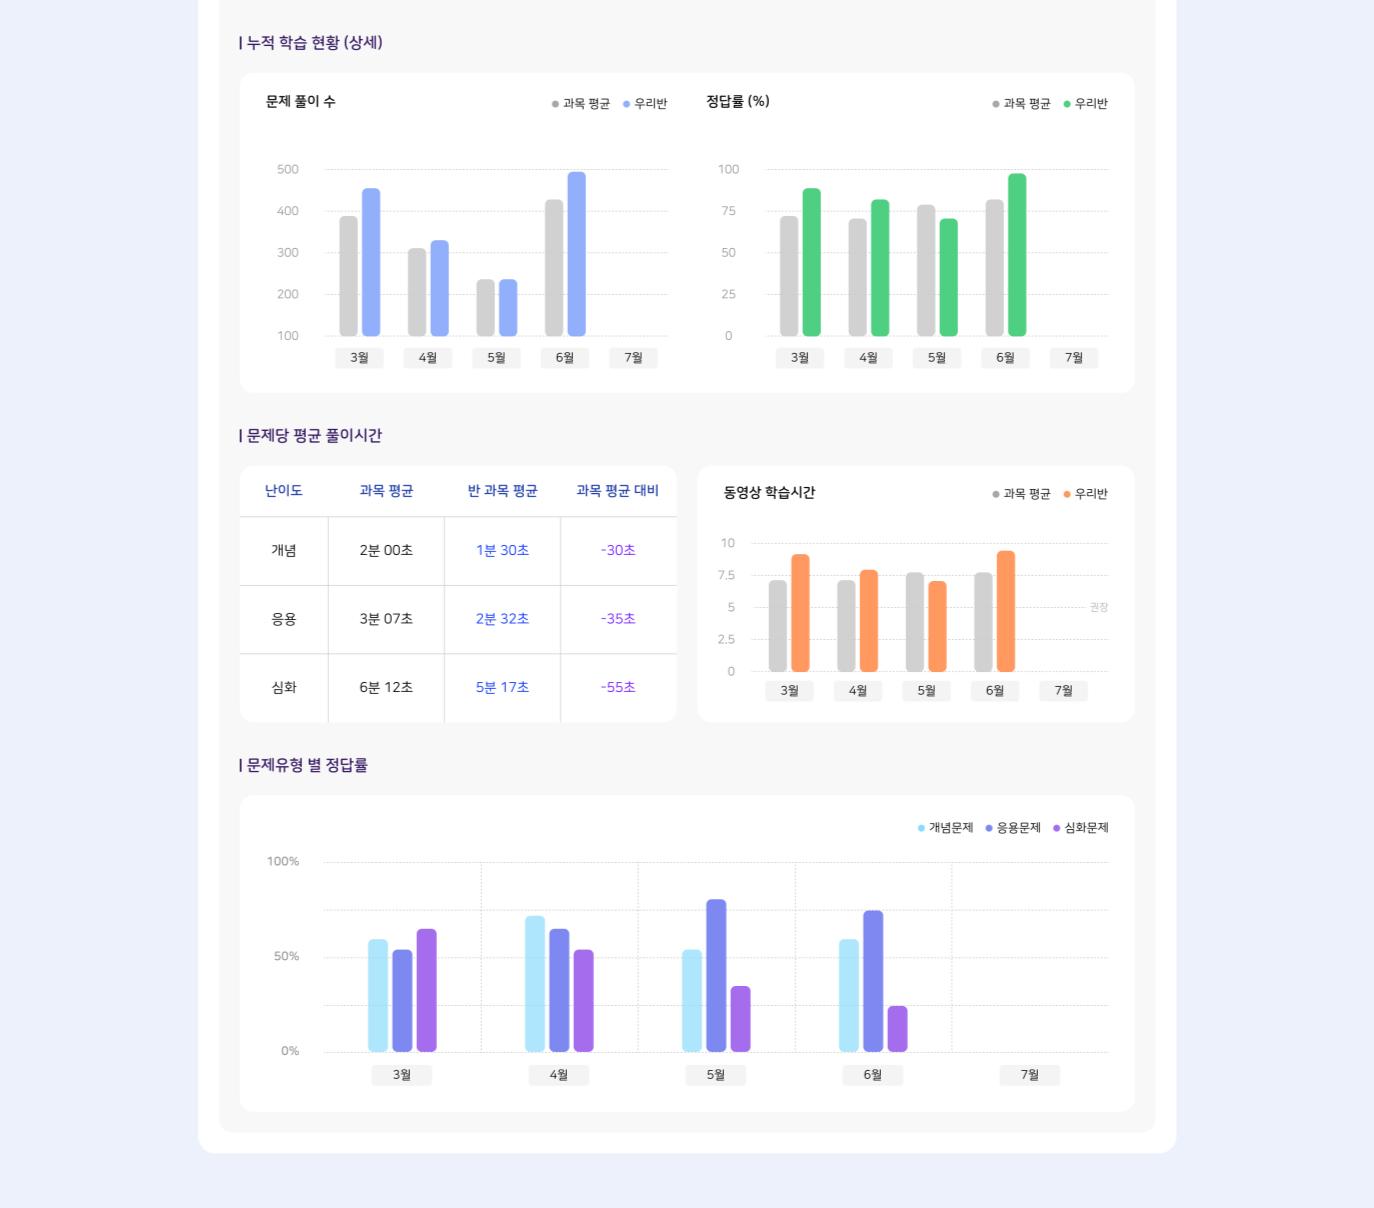 누적 학습 현황 (상세)
문제 풀이 수
과목 평균 우리반
500
400
300
200
100
3월 4월 5월 6월 7월
정답률 (%)
과목 평균 우리반
100
75
50
25
0
3월 4월 5월 6월 7월
문제당 평균 풀이시간
난이도 과목 평균 반 과목 평균 과목 평균 대비
개념 2분 00초 1분 30초 -30초
응용 3분 07초 2분 32초 -35초
심화 6분 12초 5분 17초 -55초
동영상 학습시간
과목 평균 우리반
10
7.5
5 권장
2.5
0
3월 4월 5월 6월 7월
문제유형 별 정답률
개념문제 응용문제 심화문제
100%
50%
0%
3월 4월 5월 6월 7월